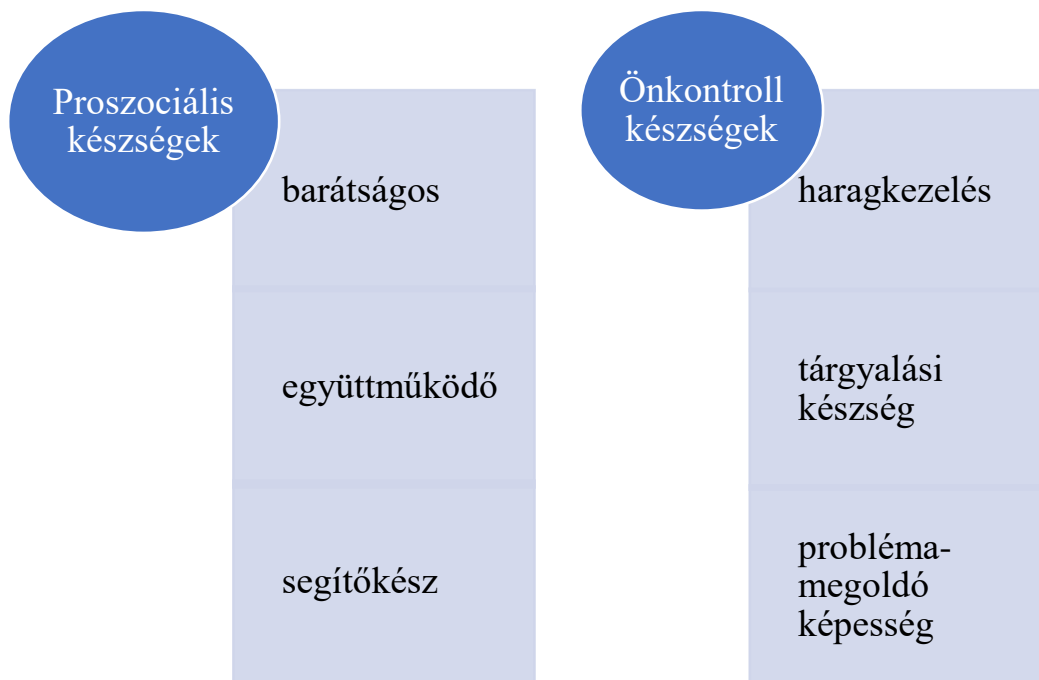 Proszociális
készségek
barátságos
együttműködő
segítőkész
Önkontroll
készségek
haragkezelés
tárgyalási
készség
probléma-
megoldó
képesség